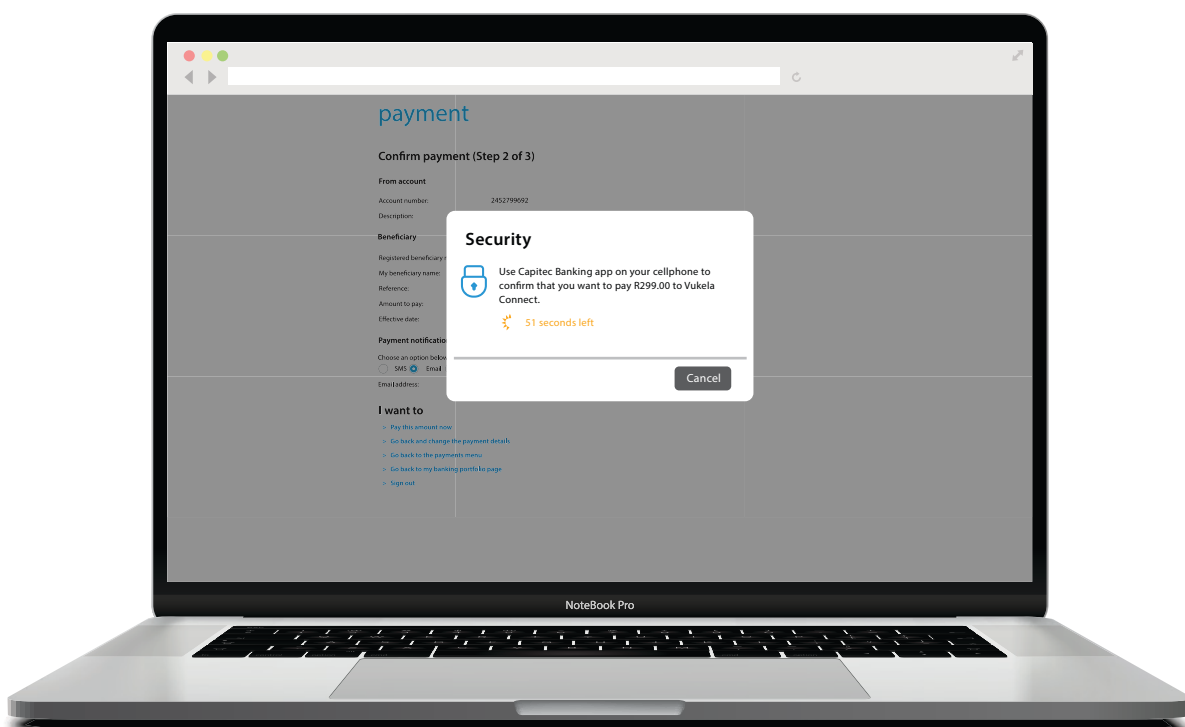 payment
Confirm payment (Step 2 of 3)
From account
Account number: 2452799692
Description:
Beneficiary
Registered beneficiary
My beneficiary name:
Reference:
Amount to pay:
Effective date:
Payment notificatio
Choose an option below
SMS Email
Email address:
Security
Use Capitec Banking app on your cellphone to
confirm that you want to pay R299.00 to Vukela
Connect.
51 seconds left
Cancel
I want to
» Pay this amount now
» Go back and change the payment details
» Go back to the payments menu
» Go back to my banking portfolio page
» Sign out
NoteBook Pro